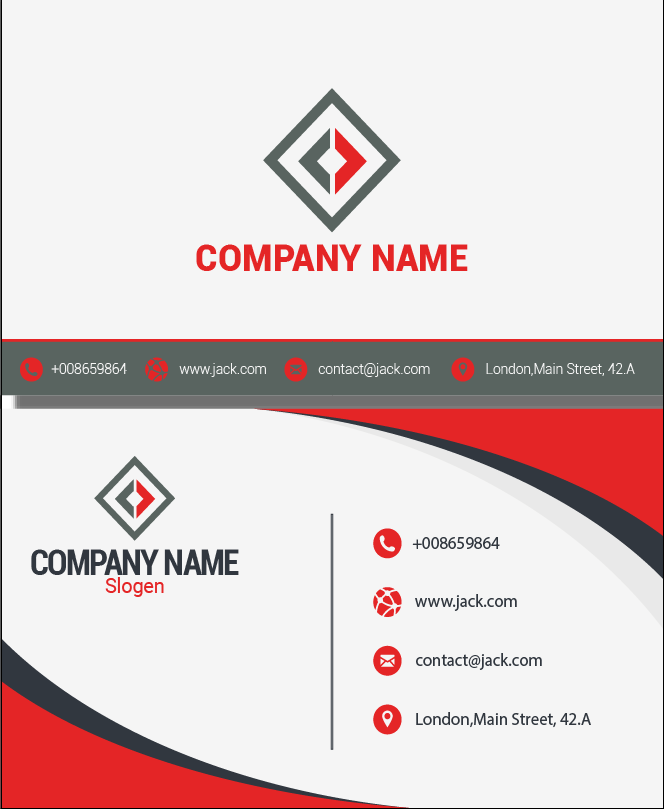 COMPANY NAME
+008659864 www.jack.com contact@jack.com London,Main Street, 42.A
COMPANY NAME
Slogen
+008659864
www.jack.com
contact@jack.com
London,Main Street, 42.A